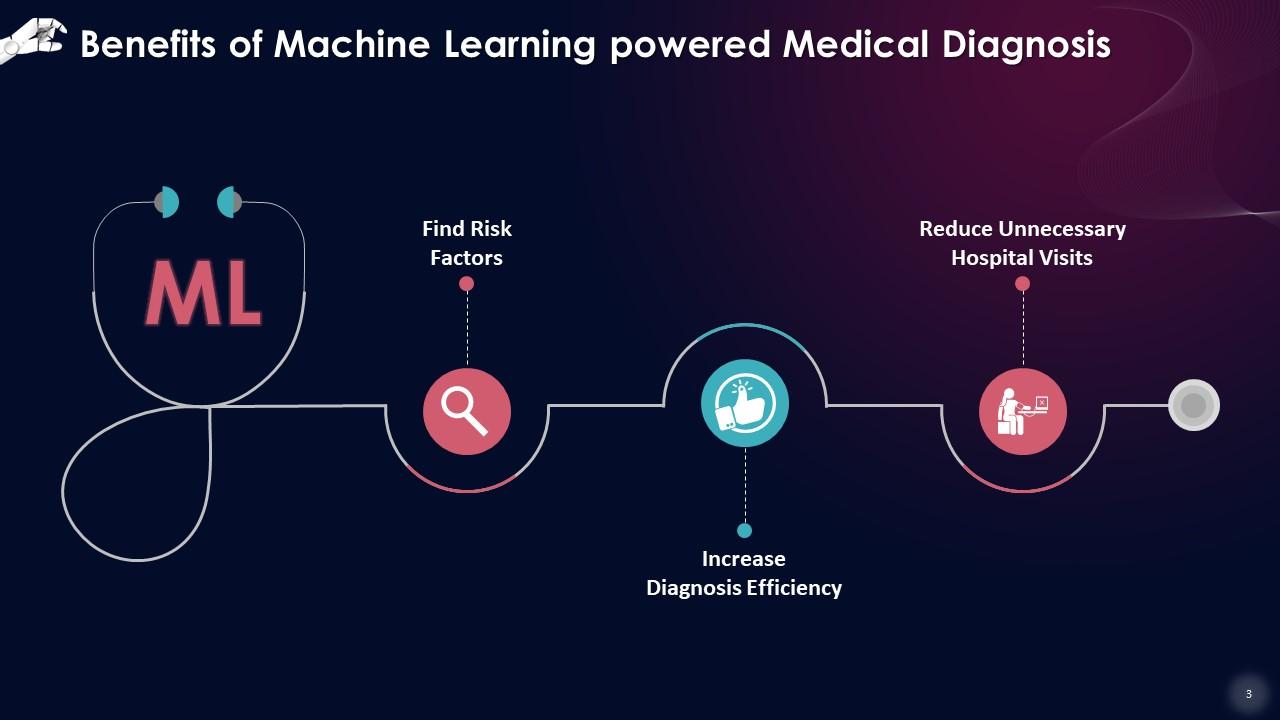 Benefits of Machine Learning powered Medical Diagnosis
ML
Find Risk
Factors
Increase
Diagnosis Efficiency
Reduce Unnecessary
Hospital Visits
3